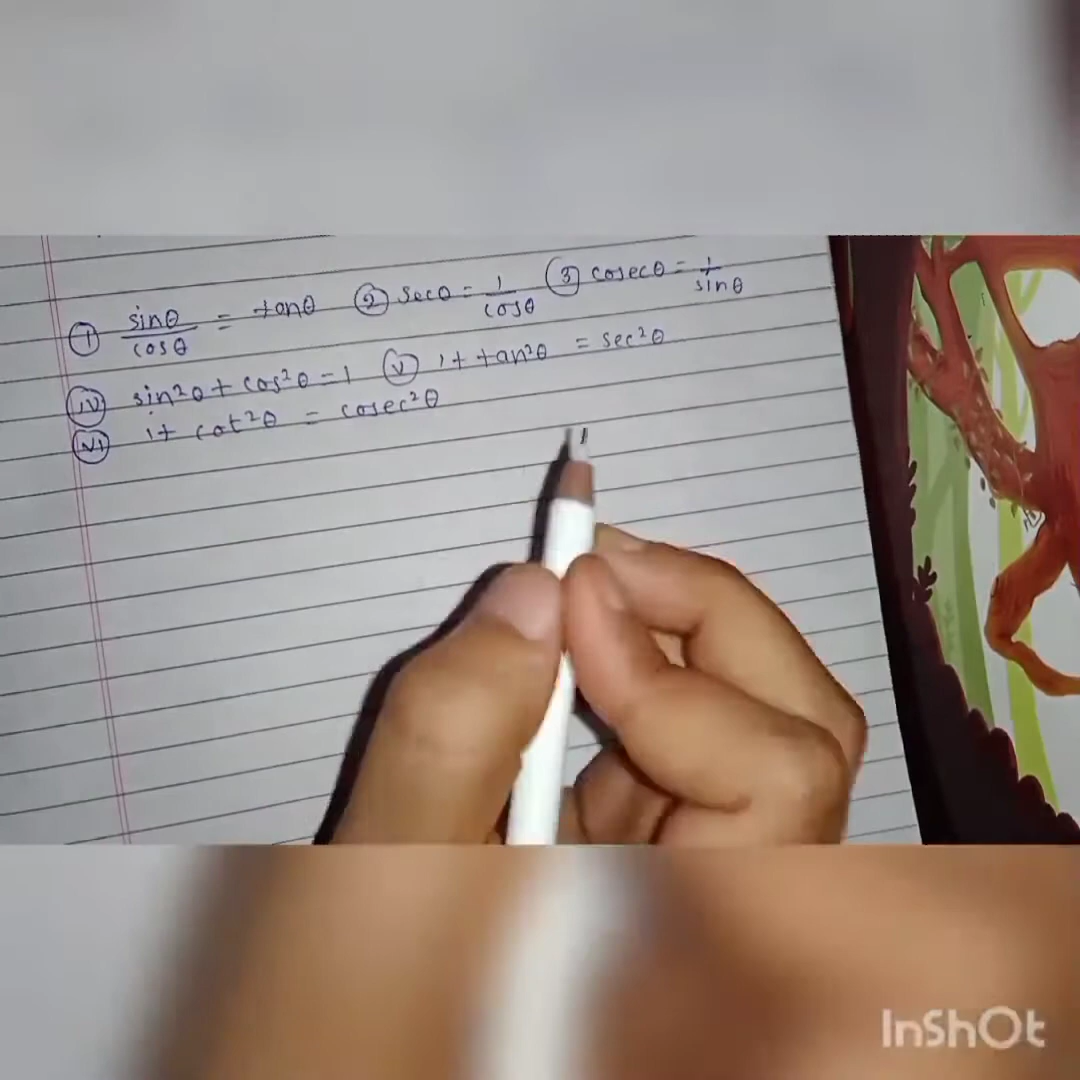 ① sinθ/cosθ = tanθ ② secθ = 1/cosθ ③ cosecθ = 1/sinθ
ⓘⓥ sin²θ + cos²θ = 1 ⓥ 1 + tan²θ = sec²θ
ⓥⓘ 1 + cot²θ = cosec²θ
InShOt